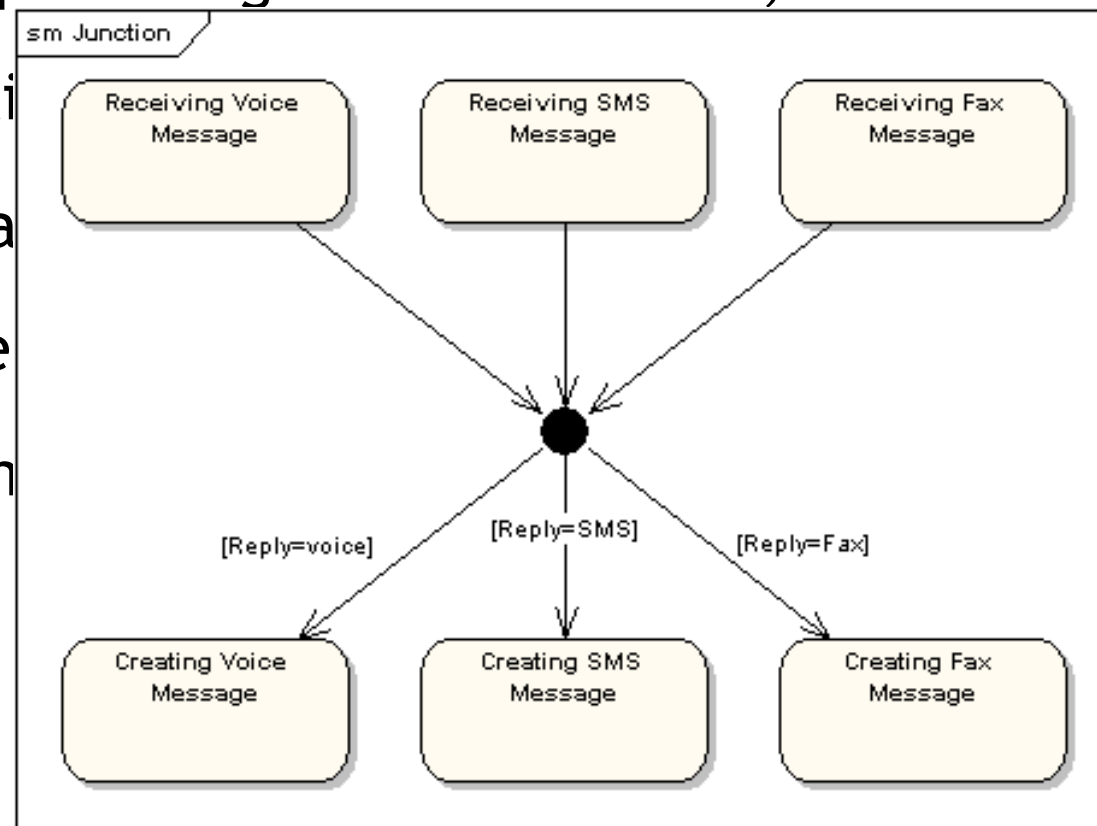 sm Junction
Receiving Voice
Message
Receiving SMS
Message
Receiving Fax
Message
[Reply=voice]
[Reply=SMS]
[Reply=Fax]
Creating Voice
Message
Creating SMS
Message
Creating Fax
Message